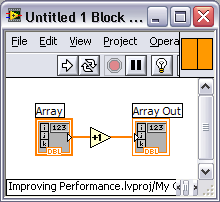 Untitled 1 Block ...
File Edit View Project Opera
Array
Array Out
i
j
k
123
DBL
+1
i
j
k
123
DBL
Improving Performance.lvproj/My C